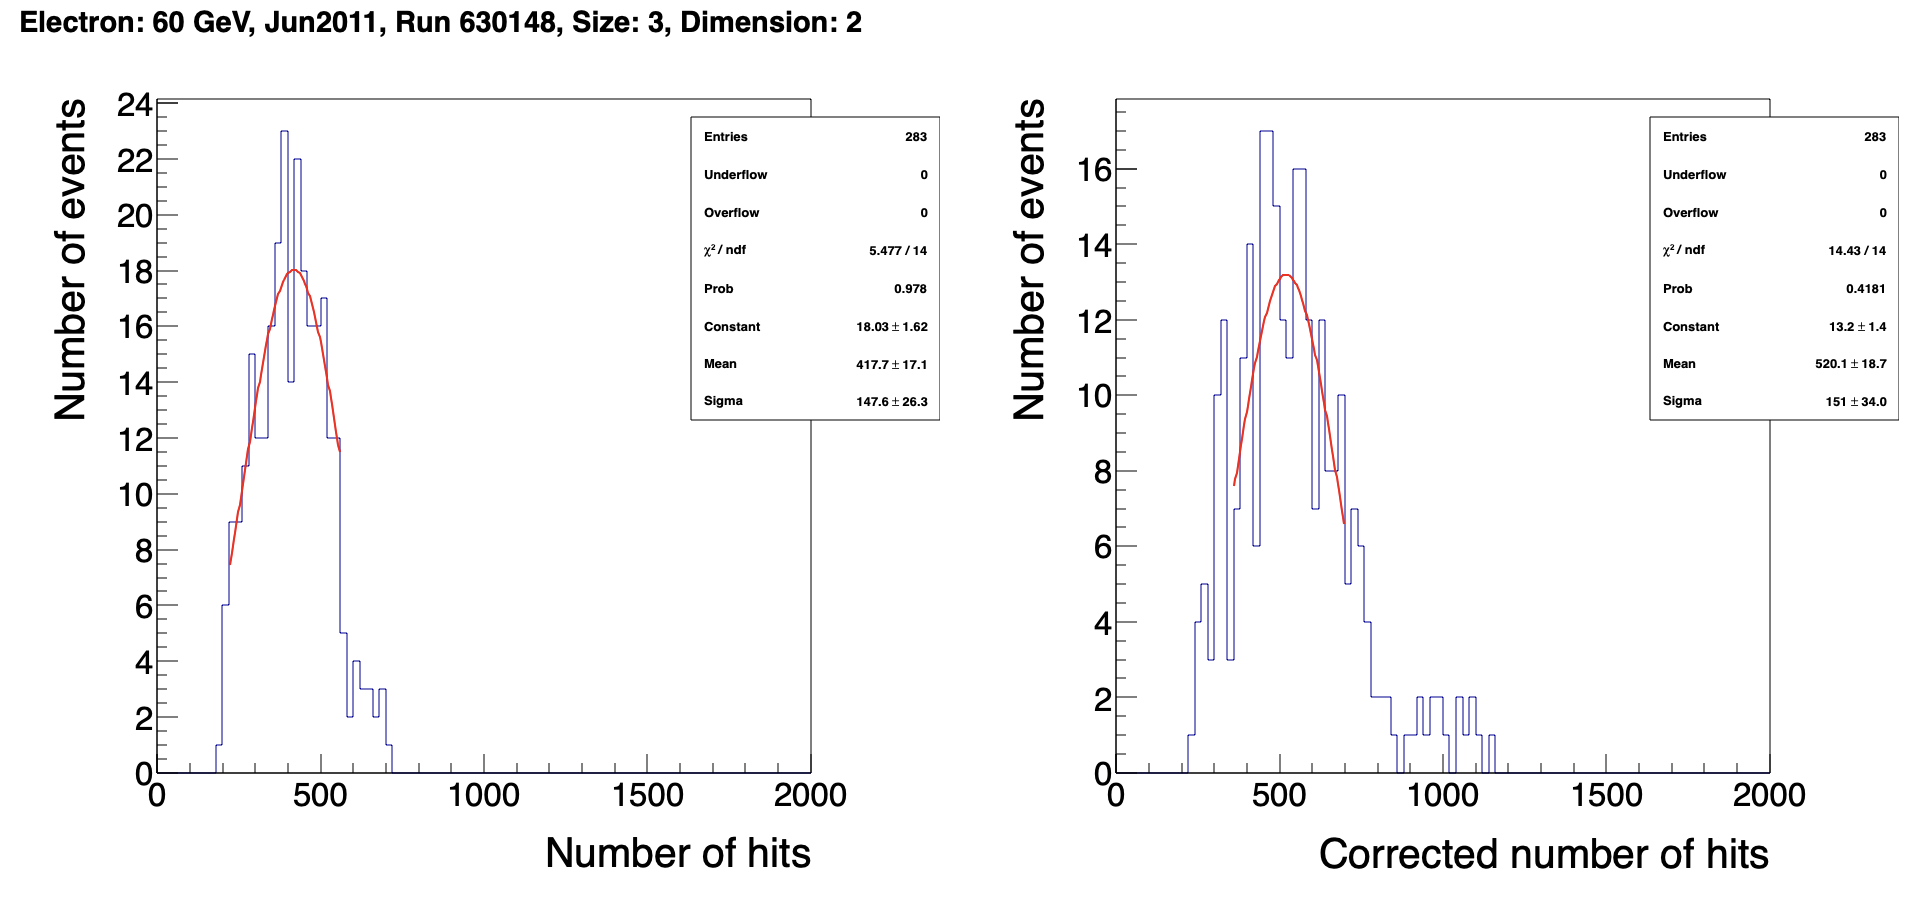 Electron: 60 GeV, Jun2011, Run 630148, Size: 3, Dimension: 2
Number of events
24
22
20
18
16
14
12
10
8
6
4
2
0
0 500 1000 1500 2000
Number of hits
Entries 283
Underflow 0
Overflow 0
χ² / ndf 5.477 / 14
Prob 0.978
Constant 18.03 ± 1.62
Mean 417.7 ± 17.1
Sigma 147.6 ± 26.3
Number of events
16
14
12
10
8
6
4
2
0
0 500 1000 1500 2000
Corrected number of hits
Entries 283
Underflow 0
Overflow 0
χ² / ndf 14.43 / 14
Prob 0.4181
Constant 13.2 ± 1.4
Mean 520.1 ± 18.7
Sigma 151 ± 34.0